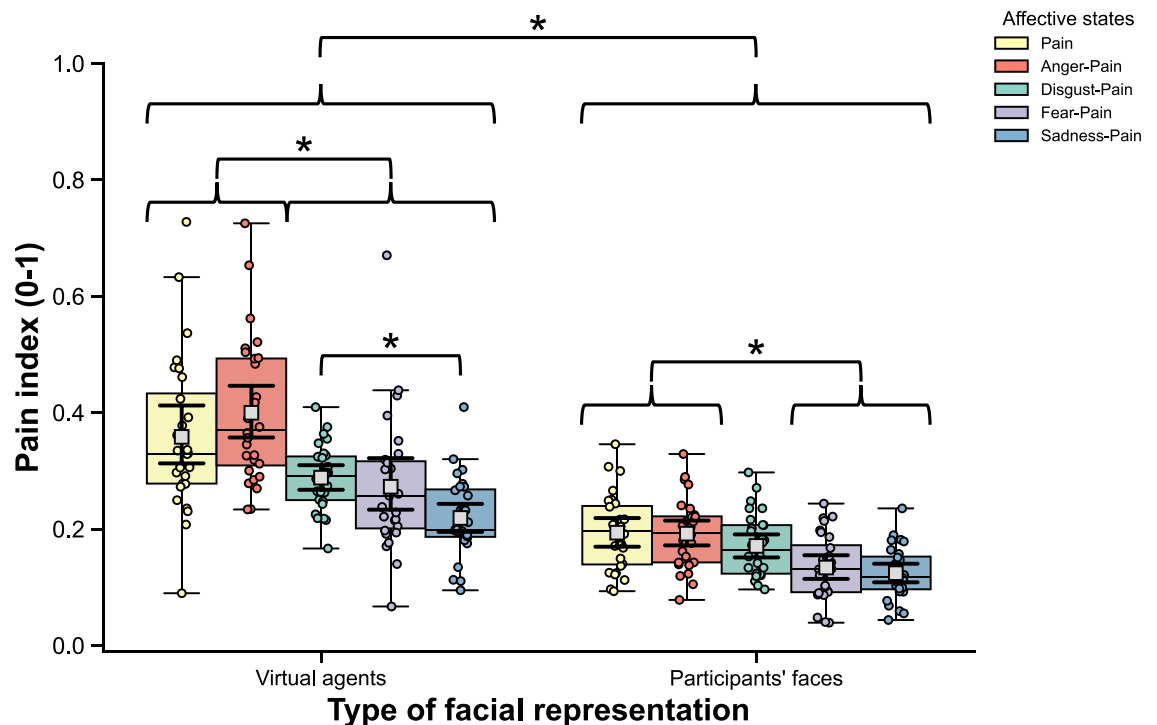 Affective states
Pain
Anger-Pain
Disgust-Pain
Fear-Pain
Sadness-Pain
*
1.0
*
0.8
0.6
*
*
0.4
0.2
0.0
Pain index (0-1)
Virtual agents
Participants' faces
Type of facial representation